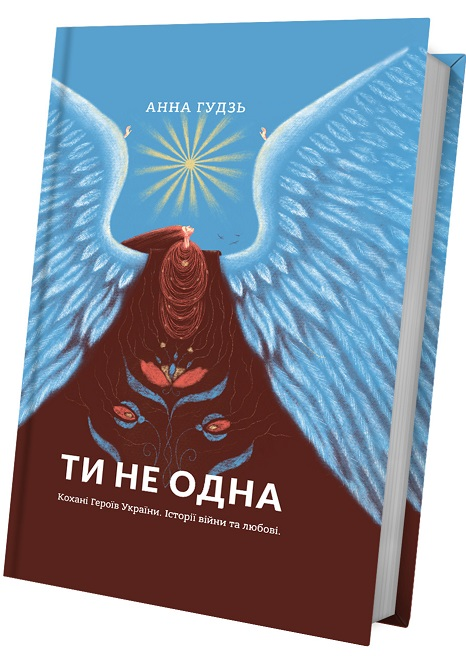 АННА ГУДЗЬ
ТИ НЕ ОДНА
Кохані Героїв України. Історії війни та любові.